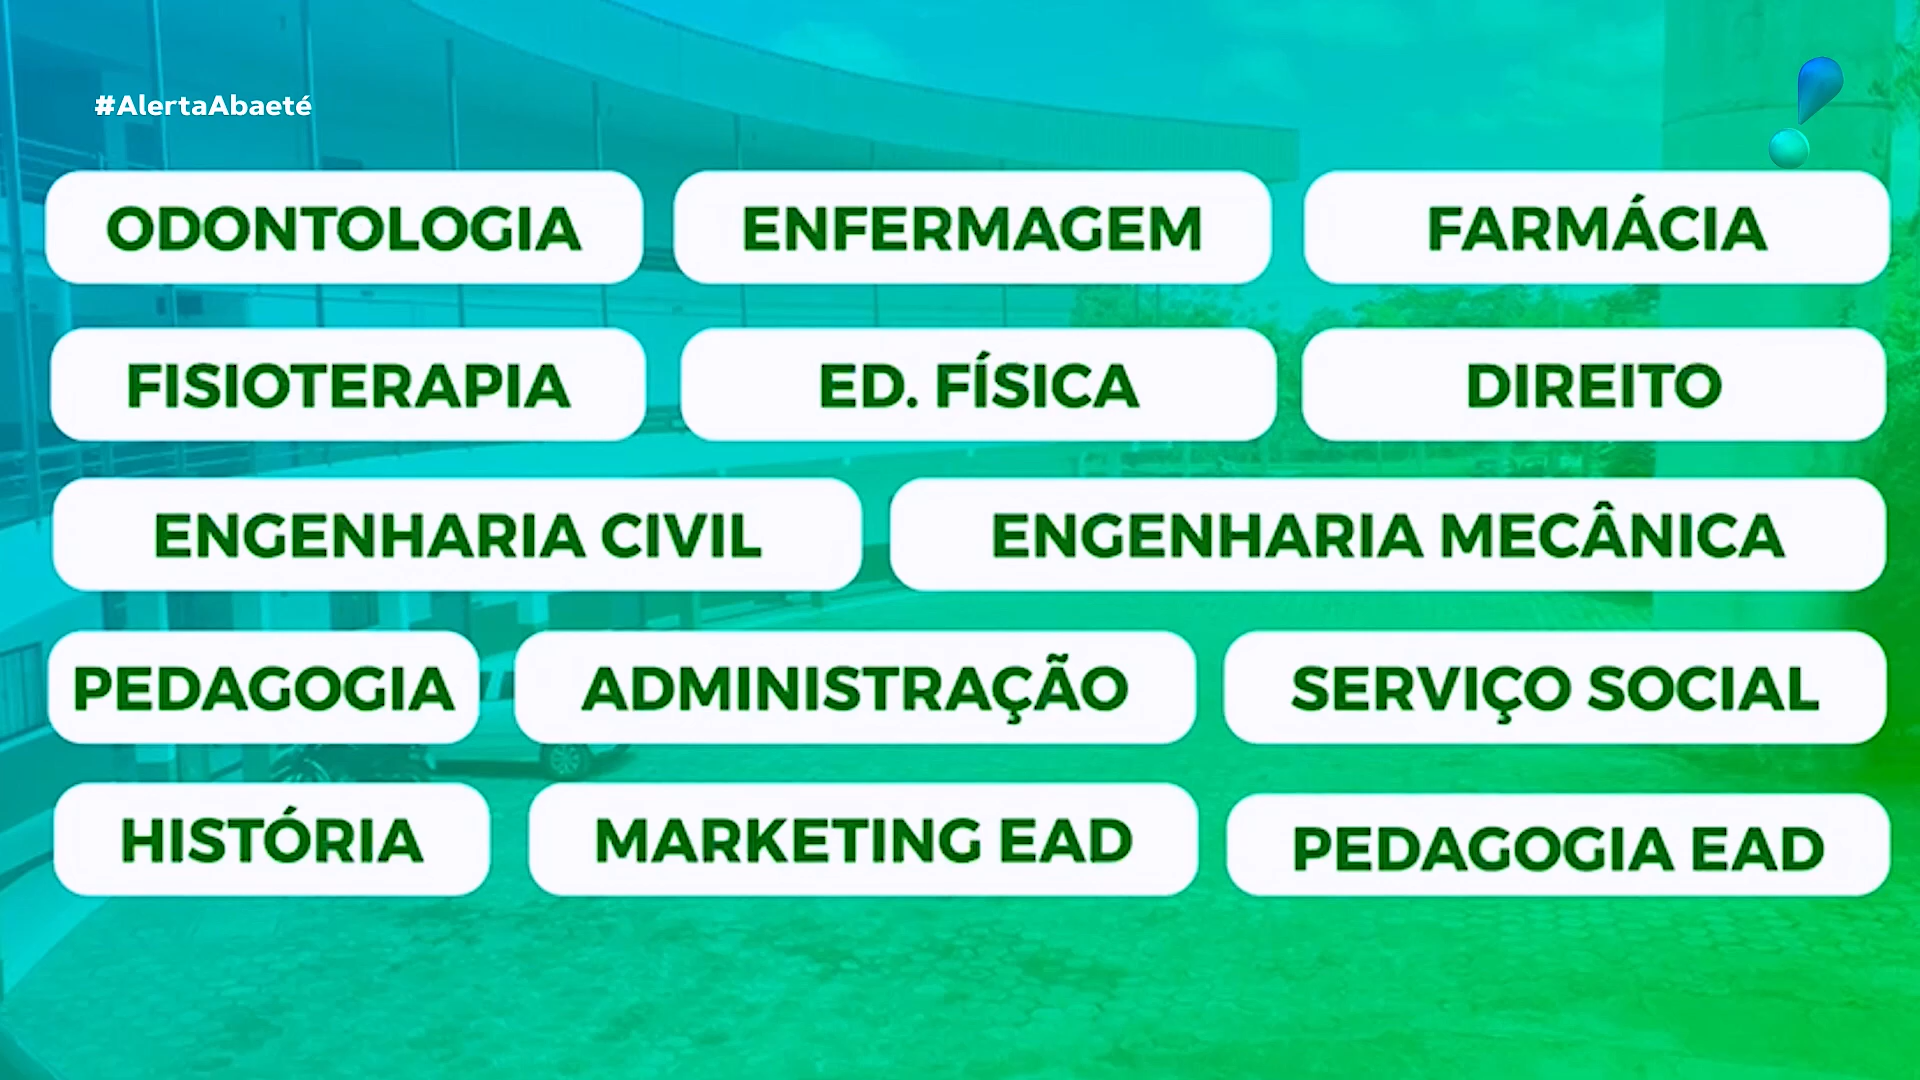 #AlertaAbaeté
ODONTOLOGIA
ENFERMAGEM
FARMÁCIA
FISIOTERAPIA
ED. FÍSICA
DIREITO
ENGENHARIA CIVIL
ENGENHARIA MECÂNICA
PEDAGOGIA
ADMINISTRAÇÃO
SERVIÇO SOCIAL
HISTÓRIA
MARKETING EAD
PEDAGOGIA EAD